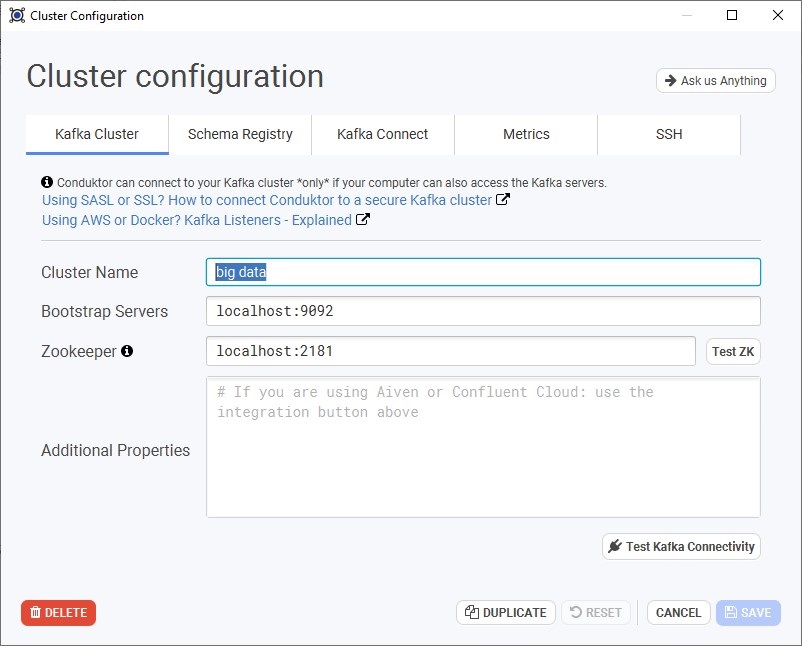 Cluster Configuration
Cluster configuration
Ask us Anything
Kafka Cluster
Schema Registry
Kafka Connect
Metrics
SSH
Conduktor can connect to your Kafka cluster *only* if your computer can also access the Kafka servers.
Using SASL or SSL? How to connect Conduktor to a secure Kafka cluster
Using AWS or Docker? Kafka Listeners - Explained
Cluster Name
big data
Bootstrap Servers
localhost:9092
Zookeeper
localhost:2181
Test ZK
# If you are using Aiven or Confluent Cloud: use the
integration button above
Additional Properties
Test Kafka Connectivity
DELETE
DUPLICATE
RESET
CANCEL
SAVE